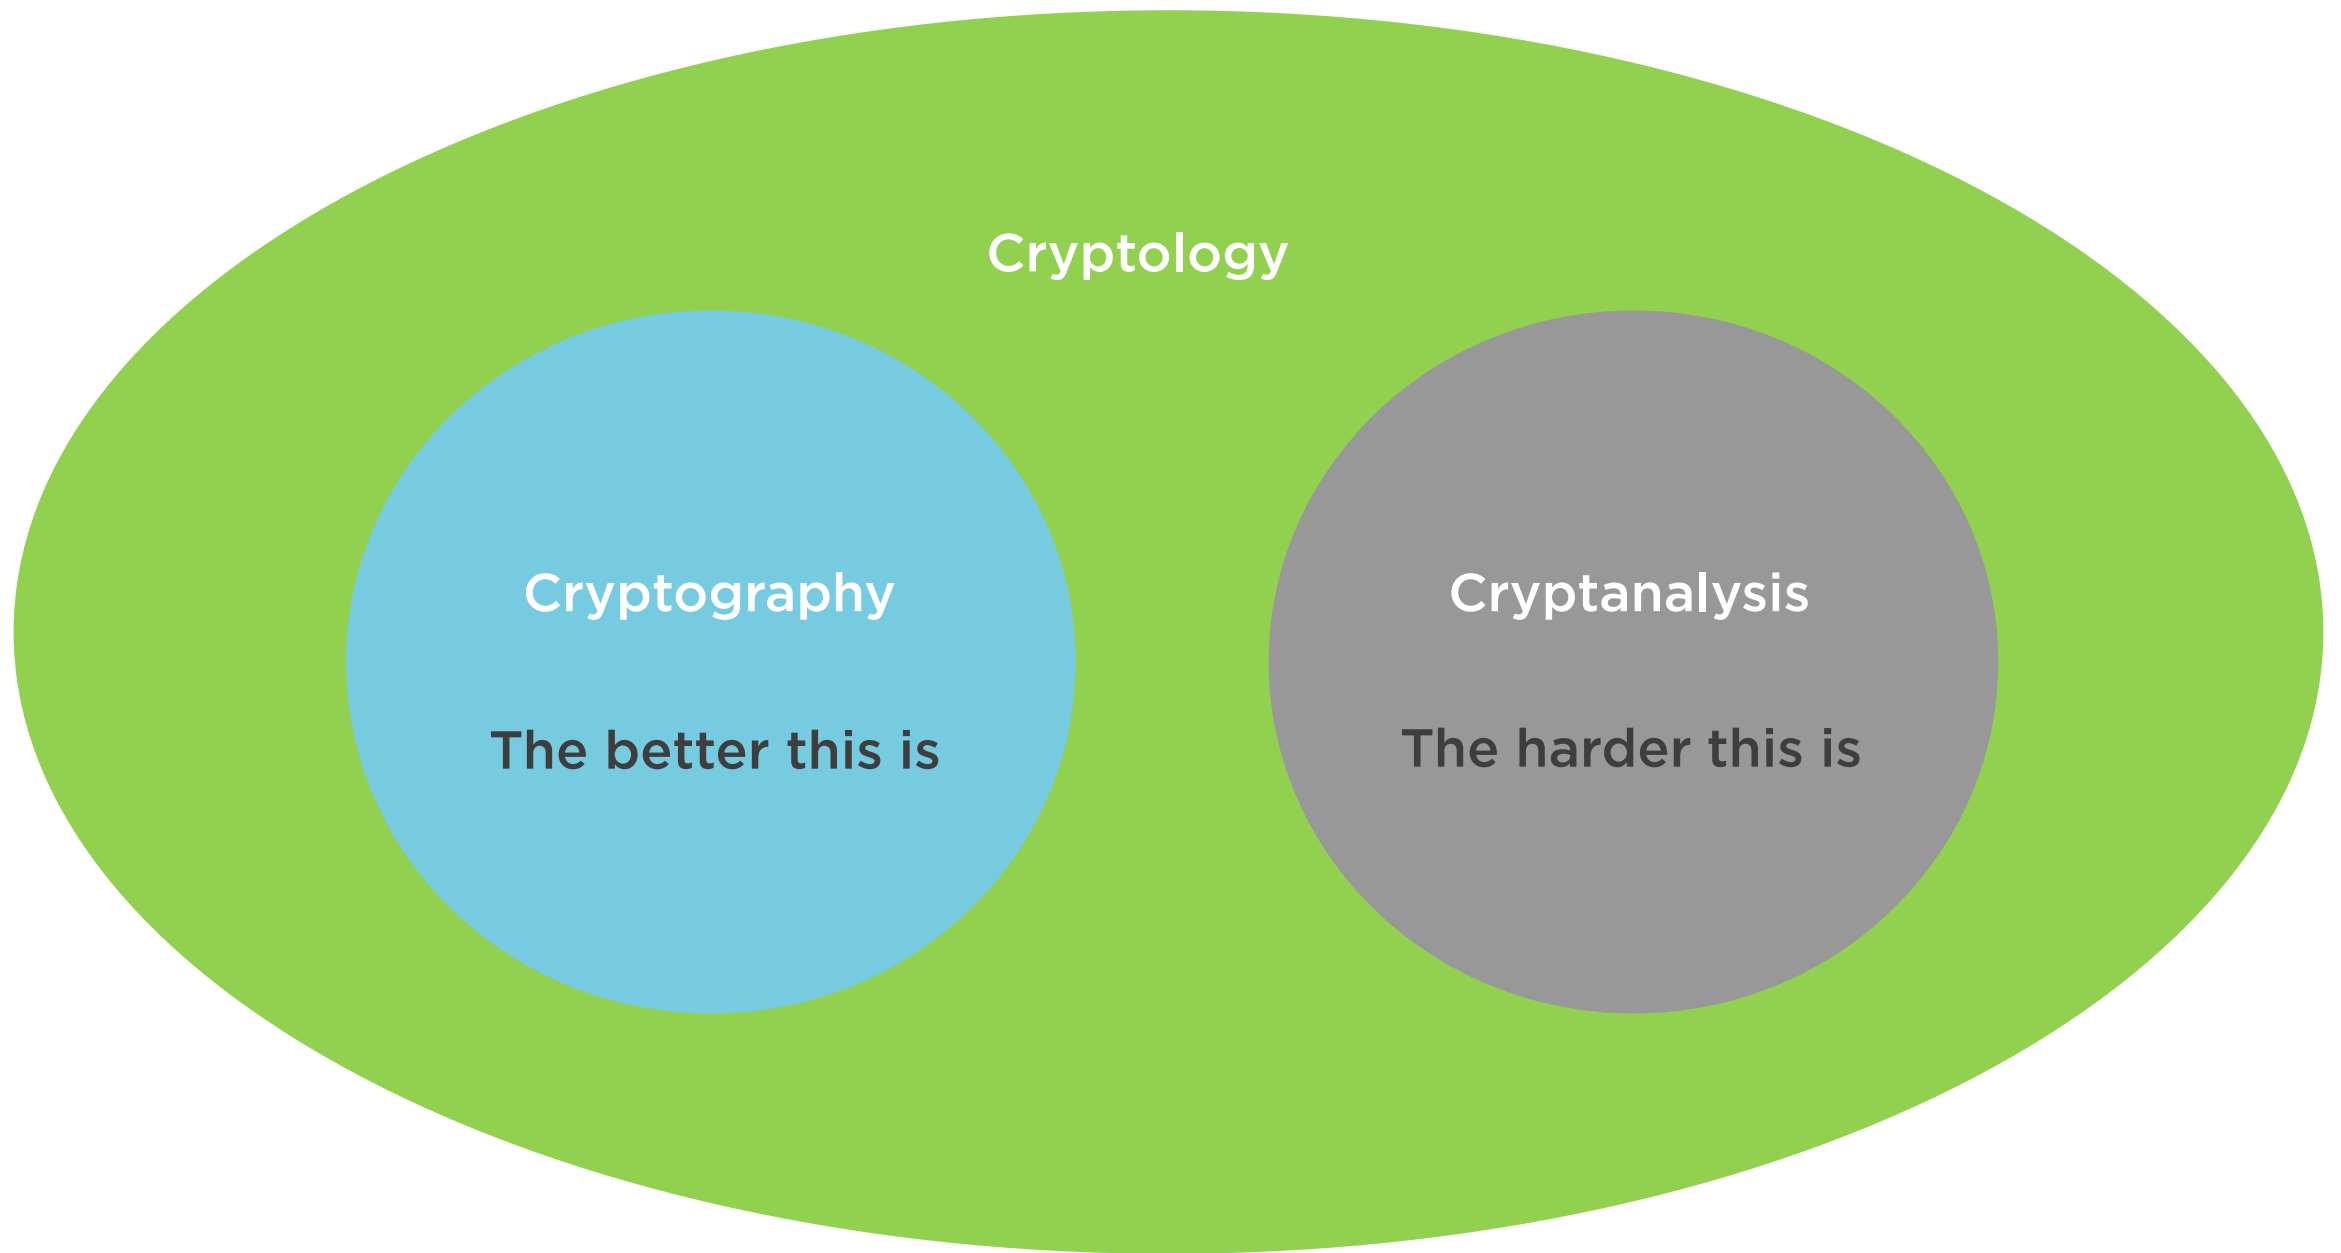 Cryptology
Cryptography
The better this is
Cryptanalysis
The harder this is